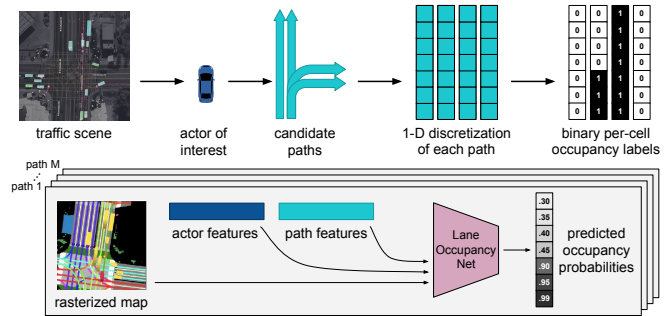 0 0 1 0
0 0 1 0
0 0 1 0
0 0 1 0
0 1 1 0
0 1 1 0
0 1 1 0
traffic scene
actor of
interest
candidate
paths
1-D discretization
of each path
binary per-cell
occupancy labels
path M
path 1
actor features
path features
rasterized map
Lane
Occupancy
Net
.30
.35
.40
.45
.90
.95
.99
predicted
occupancy
probabilities